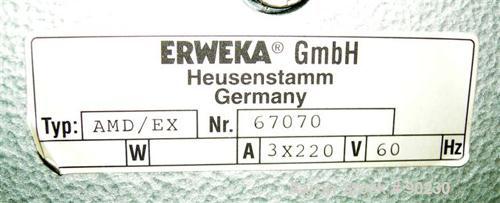 ERWEKA® GmbH
Heusenstamm
Germany
Typ: AMD/EX Nr. 67070
W A 3X220 V 60 Hz